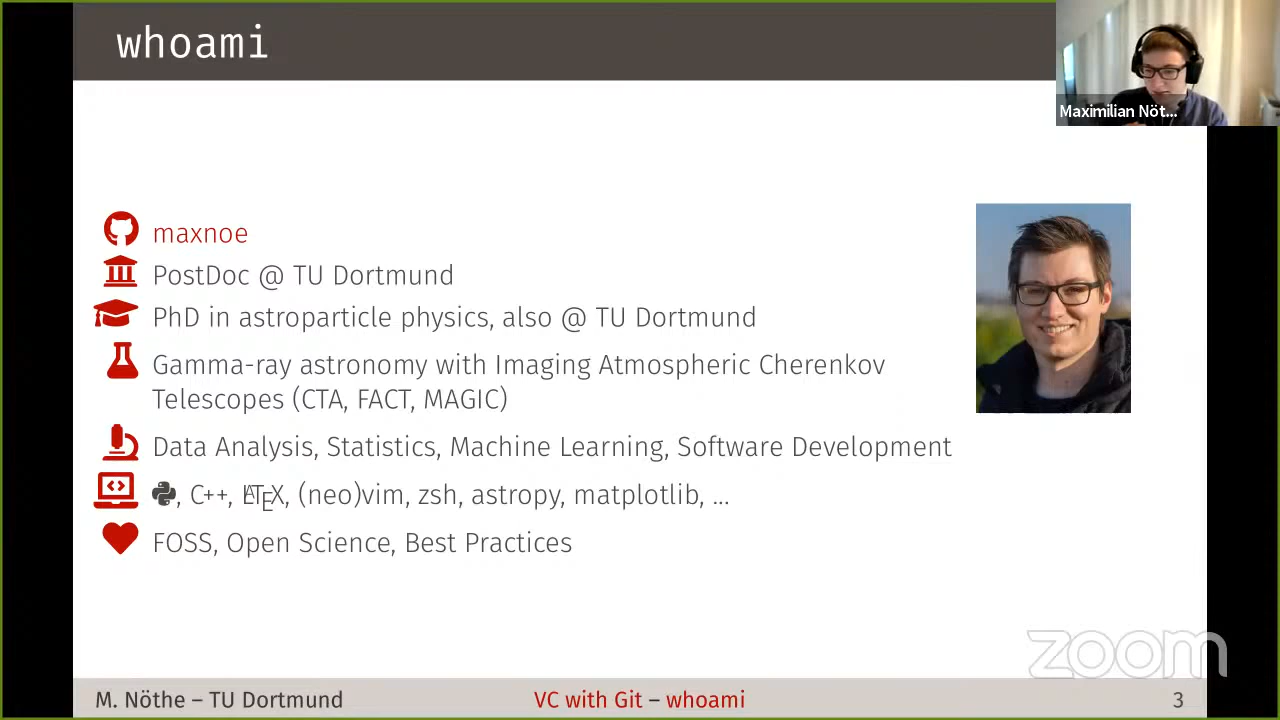 whoami
Maximilian Nöt...
maxnoe
PostDoc @ TU Dortmund
PhD in astroparticle physics, also @ TU Dortmund
Gamma-ray astronomy with Imaging Atmospheric Cherenkov
Telescopes (CTA, FACT, MAGIC)
Data Analysis, Statistics, Machine Learning, Software Development
, C++, LATEX, (neo)vim, zsh, astropy, matplotlib, ...
FOSS, Open Science, Best Practices
zoom
M. Nöthe – TU Dortmund VC with Git – whoami 3